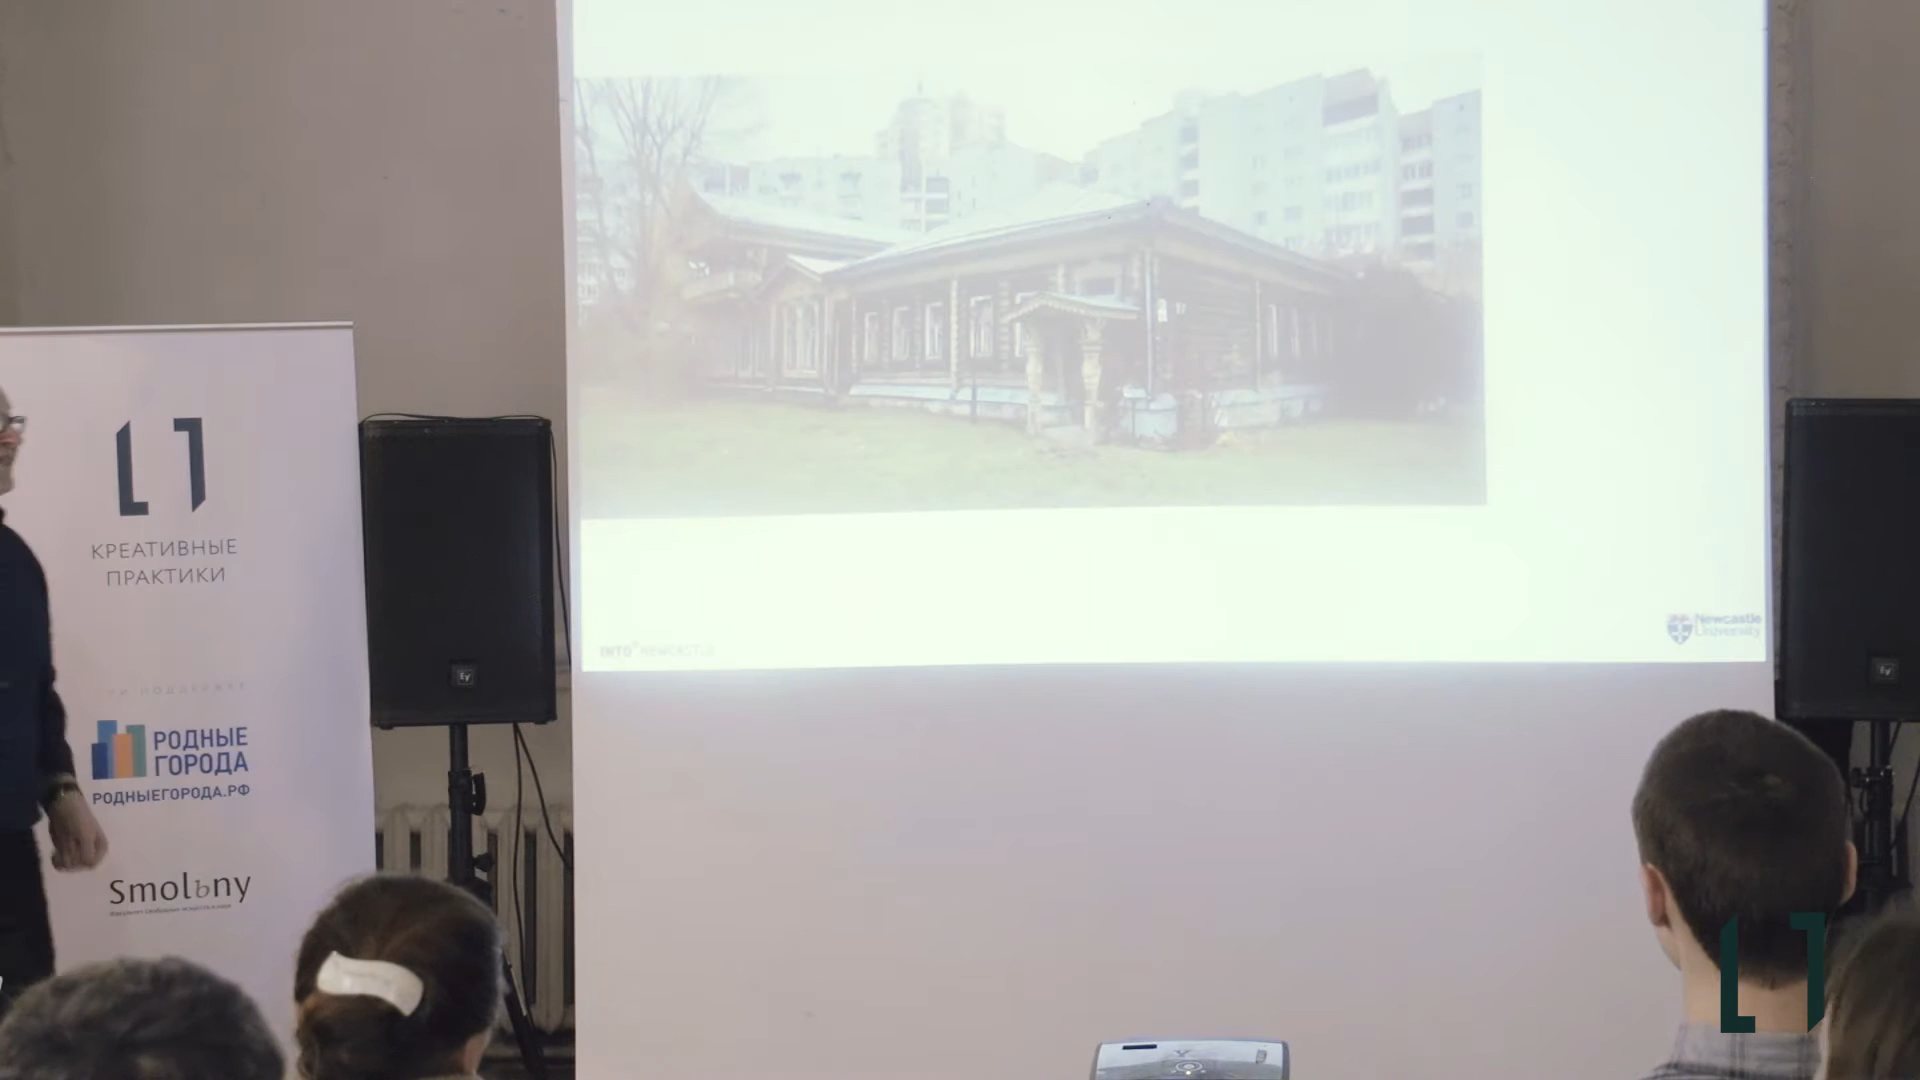 КРЕАТИВНЫЕ
ПРАКТИКИ
РОДНЫЕ
ГОРОДА
РОДНЫЕГОРОДА.РФ
Smolьny
INTO NEWCASTLE
Newcastle
University